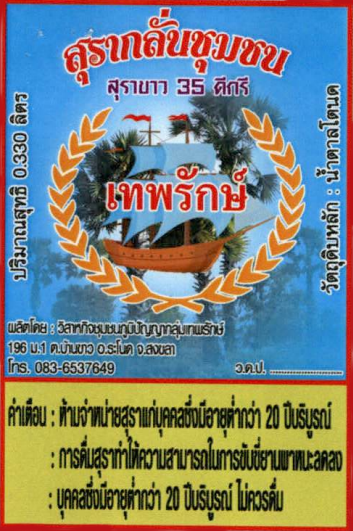 สุรากลั่นชุมชน
สุราขาว 35 ดีกรี
ปริมาณสุทธิ 0.330 ลิตร
เทพรักษ์
วัตถุดิบหลัก : น้ำตาลโตนด
ผลิตโดย : วิสาหกิจชุมชนภูมิปัญญากลุ่มเทพรักษ์
196 ม.1 ต.บ้านขาว อ.ระโนด จ.สงขลา
โทร. 083-6537649
ว.ด.ป. ........................
คำเตือน : ห้ามจำหน่ายสุราแก่บุคคลซึ่งมีอายุต่ำกว่า 20 ปีบริบูรณ์
: การดื่มสุราทำให้ความสามารถในการขับขี่ยานพาหนะลดลง
: บุคคลซึ่งมีอายุต่ำกว่า 20 ปีบริบูรณ์ ไม่ควรดื่ม